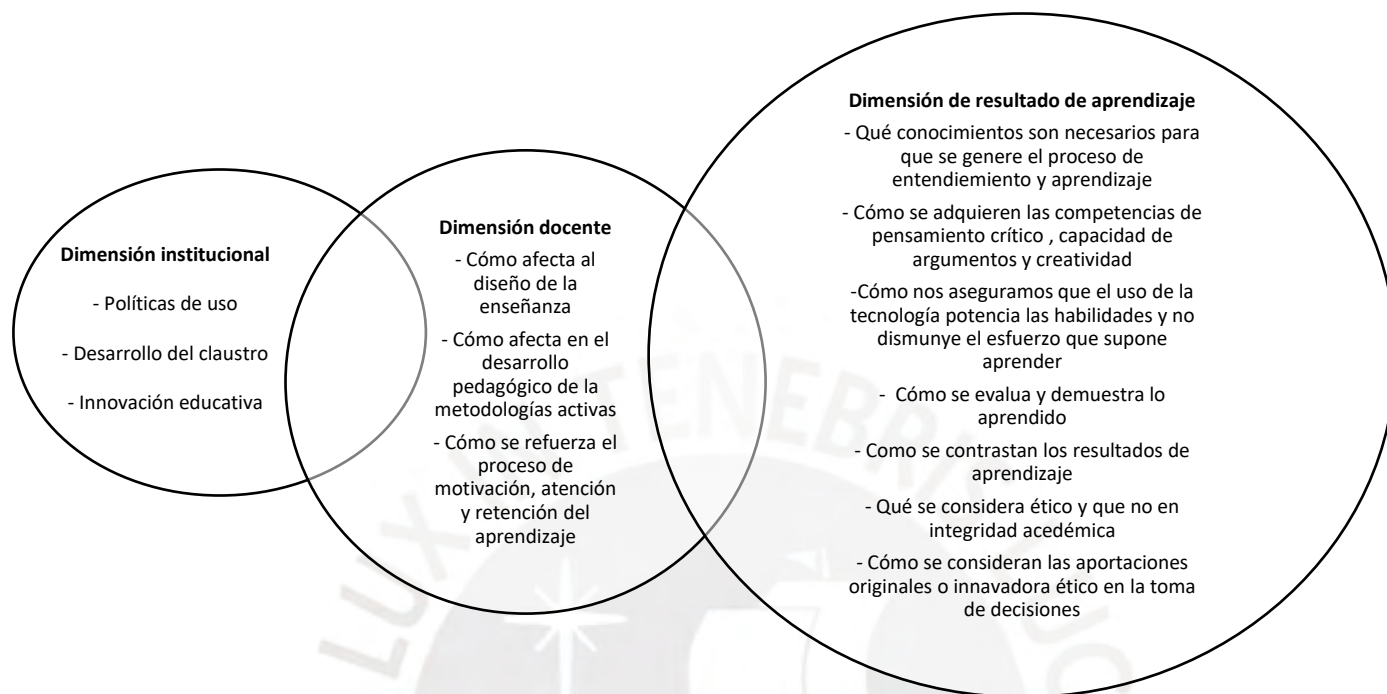 Dimensión institucional
- Políticas de uso
- Desarrollo del claustro
- Innovación educativa
Dimensión docente
- Cómo afecta al
diseño de la
enseñanza
- Cómo afecta en el
desarrollo
pedagógico de la
metodologías activas
- Cómo se refuerza el
proceso de
motivación, atención
y retención del
aprendizaje
Dimensión de resultado de aprendizaje
- Qué conocimientos son necesarios para
que se genere el proceso de
entendiemiento y aprendizaje
- Cómo se adquieren las competencias de
pensamiento crítico , capacidad de
argumentos y creatividad
-Cómo nos aseguramos que el uso de la
tecnología potencia las habilidades y no
dismunye el esfuerzo que supone
aprender
- Cómo se evalua y demuestra lo
aprendido
- Como se contrastan los resultados de
aprendizaje
- Qué se considera ético y que no en
integridad acedémica
- Cómo se consideran las aportaciones
originales o innavadora ético en la toma
de decisiones
LUX IN TENEBRIS